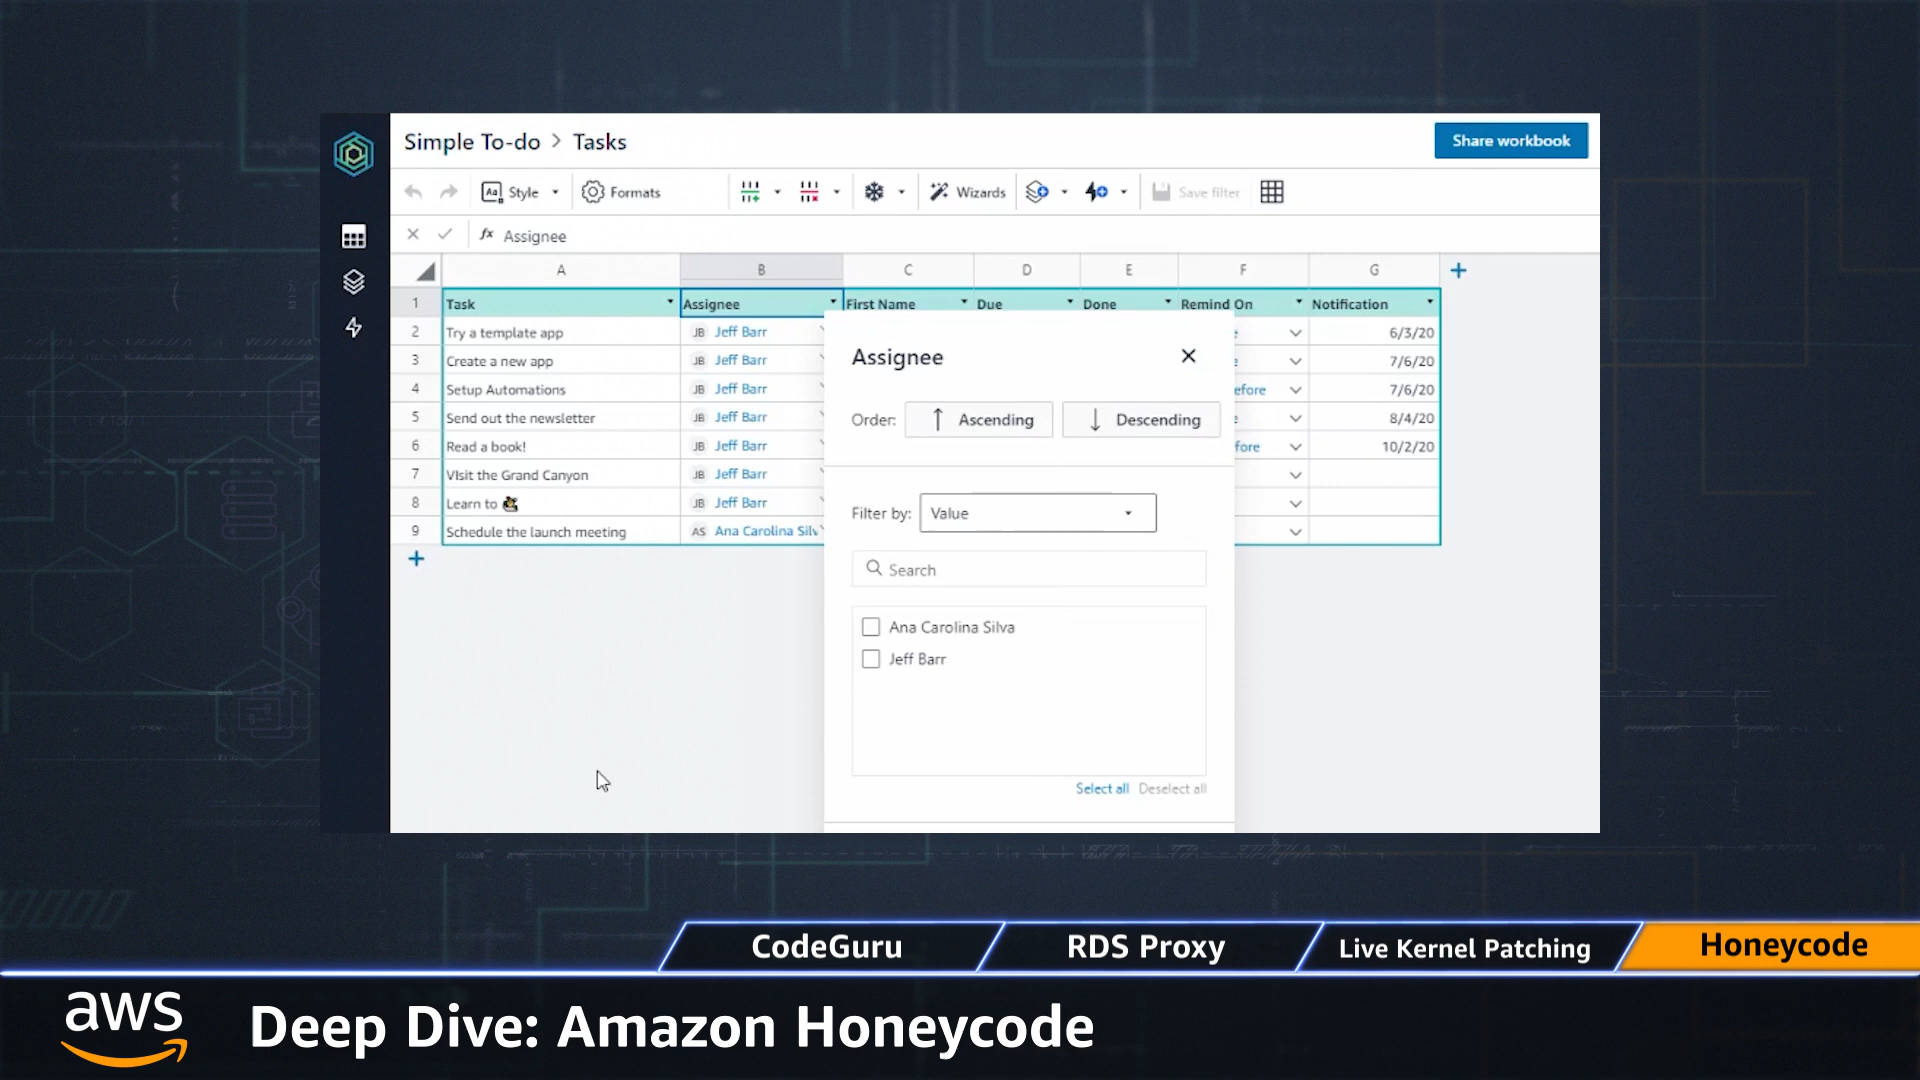 Simple To-do > Tasks
Share workbook
Aa Style
Formats
Wizards
Save filter
fx Assignee
A B C D E F G
1 Task Assignee First Name Due Done Remind On Notification
2 Try a template app JB Jeff Barr 6/3/20
3 Create a new app JB Jeff Barr 7/6/20
4 Setup Automations JB Jeff Barr efore 7/6/20
5 Send out the newsletter JB Jeff Barr 8/4/20
6 Read a book! JB Jeff Barr fore 10/2/20
7 VIsit the Grand Canyon JB Jeff Barr
8 Learn to JB Jeff Barr
9 Schedule the launch meeting AS Ana Carolina Silv
Assignee
Order: Ascending Descending
Filter by: Value
Search
Ana Carolina Silva
Jeff Barr
Select all Deselect all
CodeGuru RDS Proxy Live Kernel Patching Honeycode
aws
Deep Dive: Amazon Honeycode